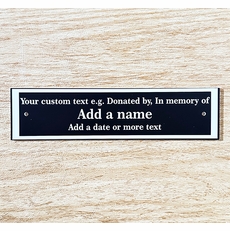 Your custom text e.g. Donated by, In memory of
Add a name
Add a date or more text